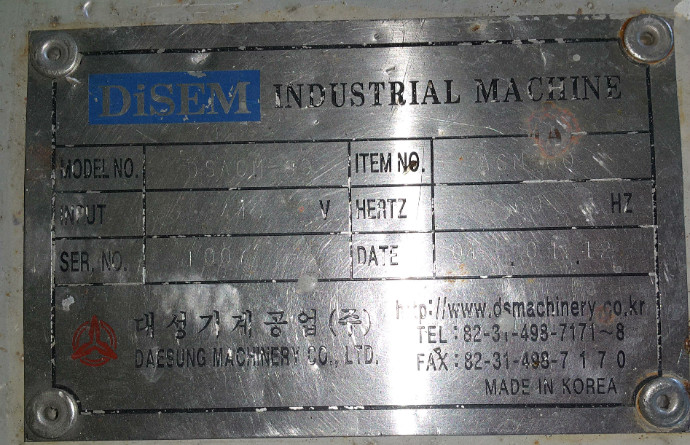 DiSEM INDUSTRIAL MACHINE
MODEL NO. ITEM NO.
INPUT V HERTZ HZ
SER. NO. DATE
대성기계공업(주)
DAESUNG MACHINERY CO., LTD.
http://www.dsmachinery.co.kr
TEL : 82-31-498-7171~8
FAX : 82-31-498-7170
MADE IN KOREA